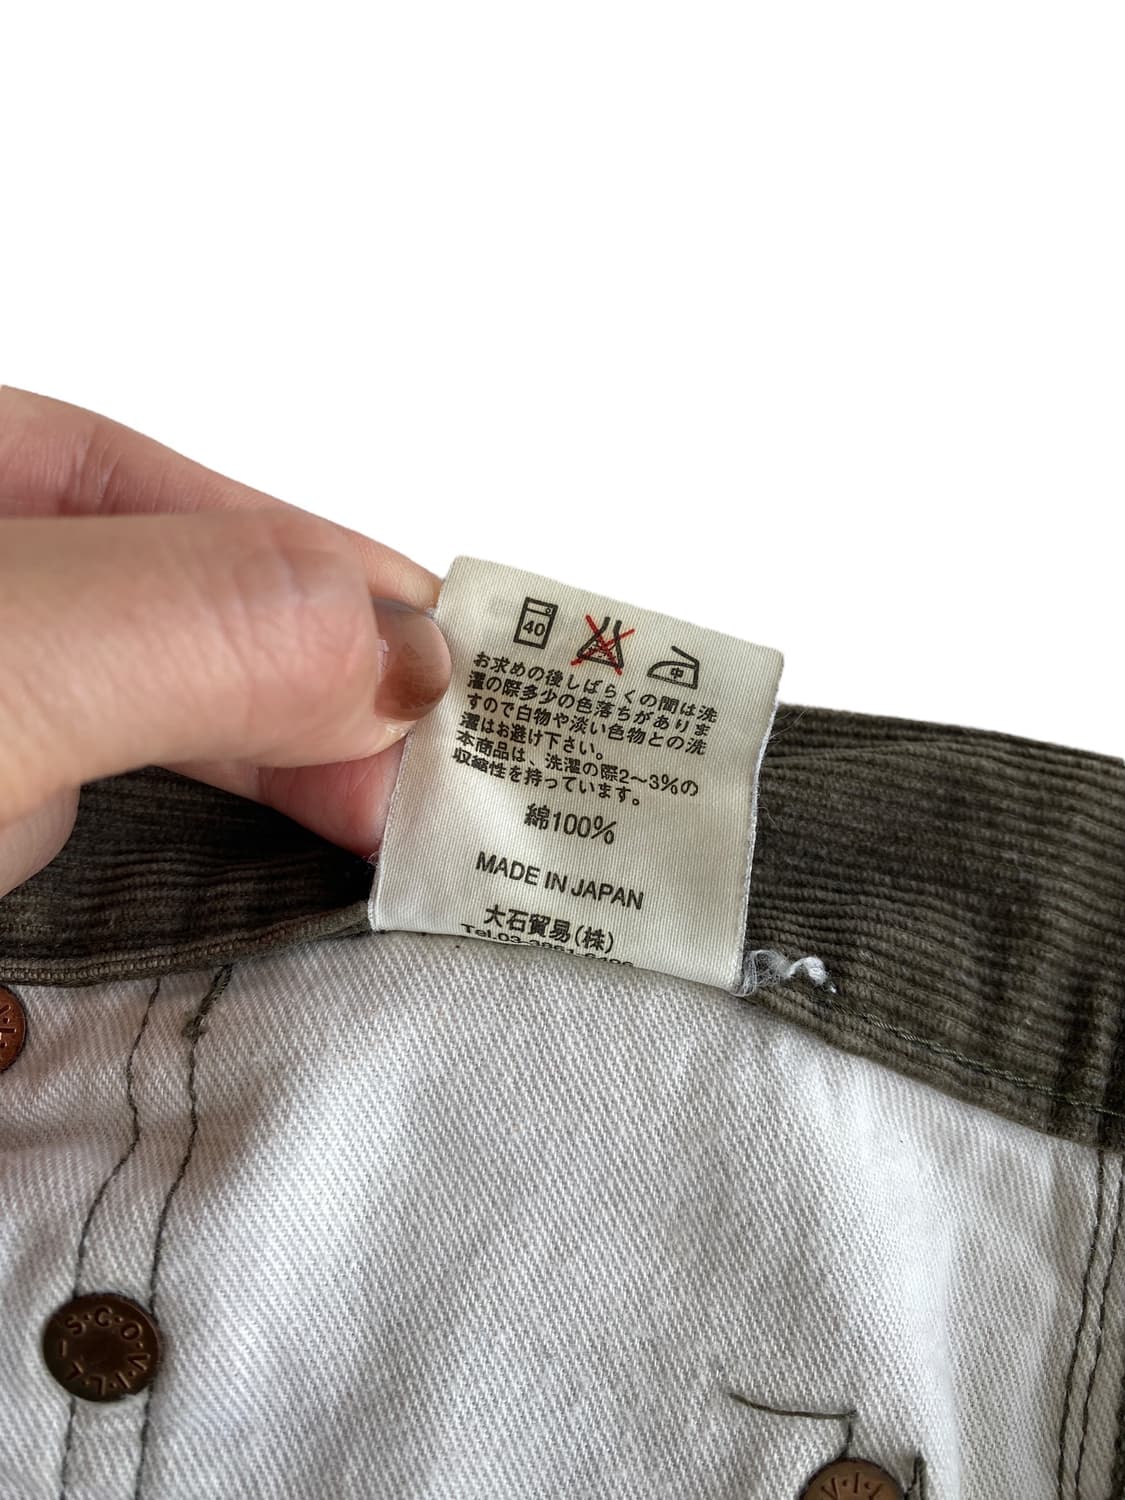 40
中
お求めの後しばらくの間は洗
濯の際多少の色落ちがありま
すので白物や淡い色物との洗
濯はお避け下さい。
本商品は、洗濯の際2～3%の
収縮性を持っています。
綿100%
MADE IN JAPAN
大石貿易(株)
S·C·O·V·I·L·L